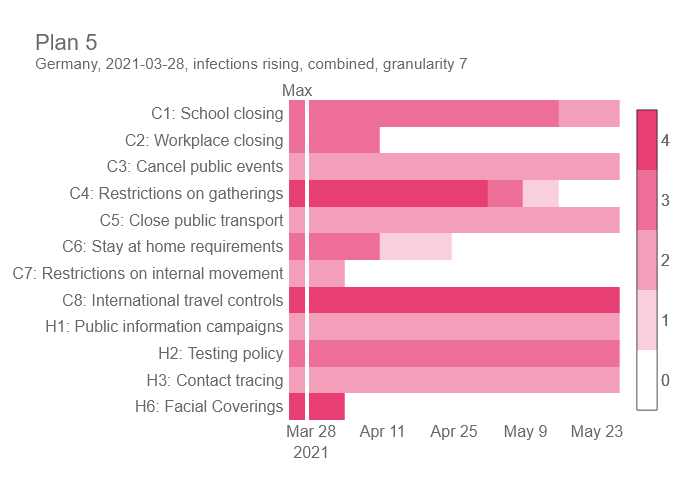 Plan 5
Germany, 2021-03-28, infections rising, combined, granularity 7
Max
C1: School closing
C2: Workplace closing
C3: Cancel public events
C4: Restrictions on gatherings
C5: Close public transport
C6: Stay at home requirements
C7: Restrictions on internal movement
C8: International travel controls
H1: Public information campaigns
H2: Testing policy
H3: Contact tracing
H6: Facial Coverings
Mar 28 Apr 11 Apr 25 May 9 May 23
2021
4
3
2
1
0